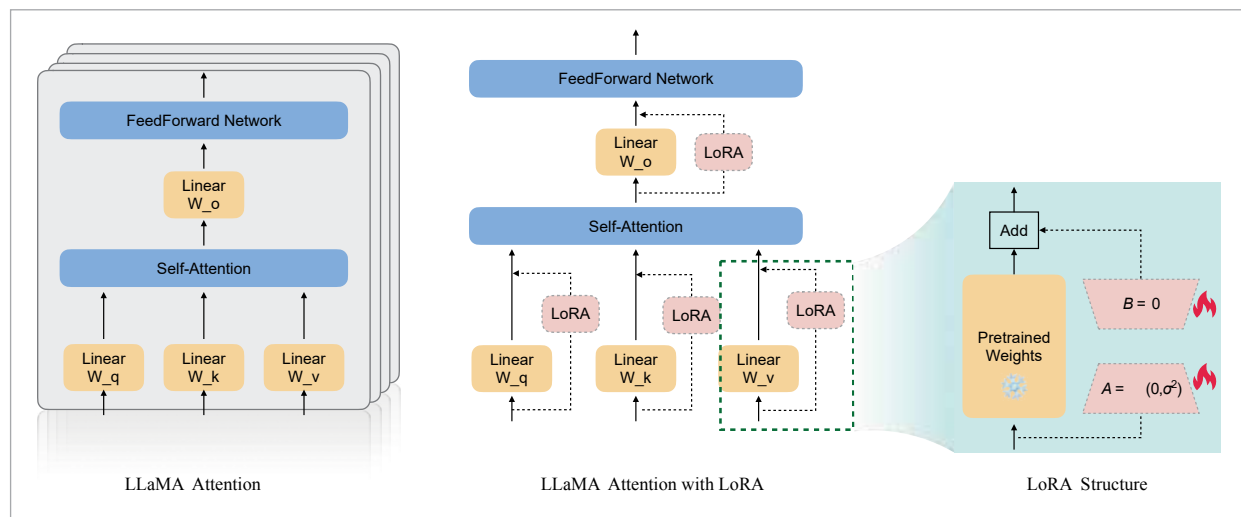 FeedForward Network
Linear
W_o
Self-Attention
Linear
W_q
Linear
W_k
Linear
W_v
LLaMA Attention
FeedForward Network
Linear
W_o
LoRA
Self-Attention
LoRA
LoRA
LoRA
Linear
W_q
Linear
W_k
Linear
W_v
LLaMA Attention with LoRA
Add
Pretrained
Weights
B = 0
A = (0,σ²)
LoRA Structure